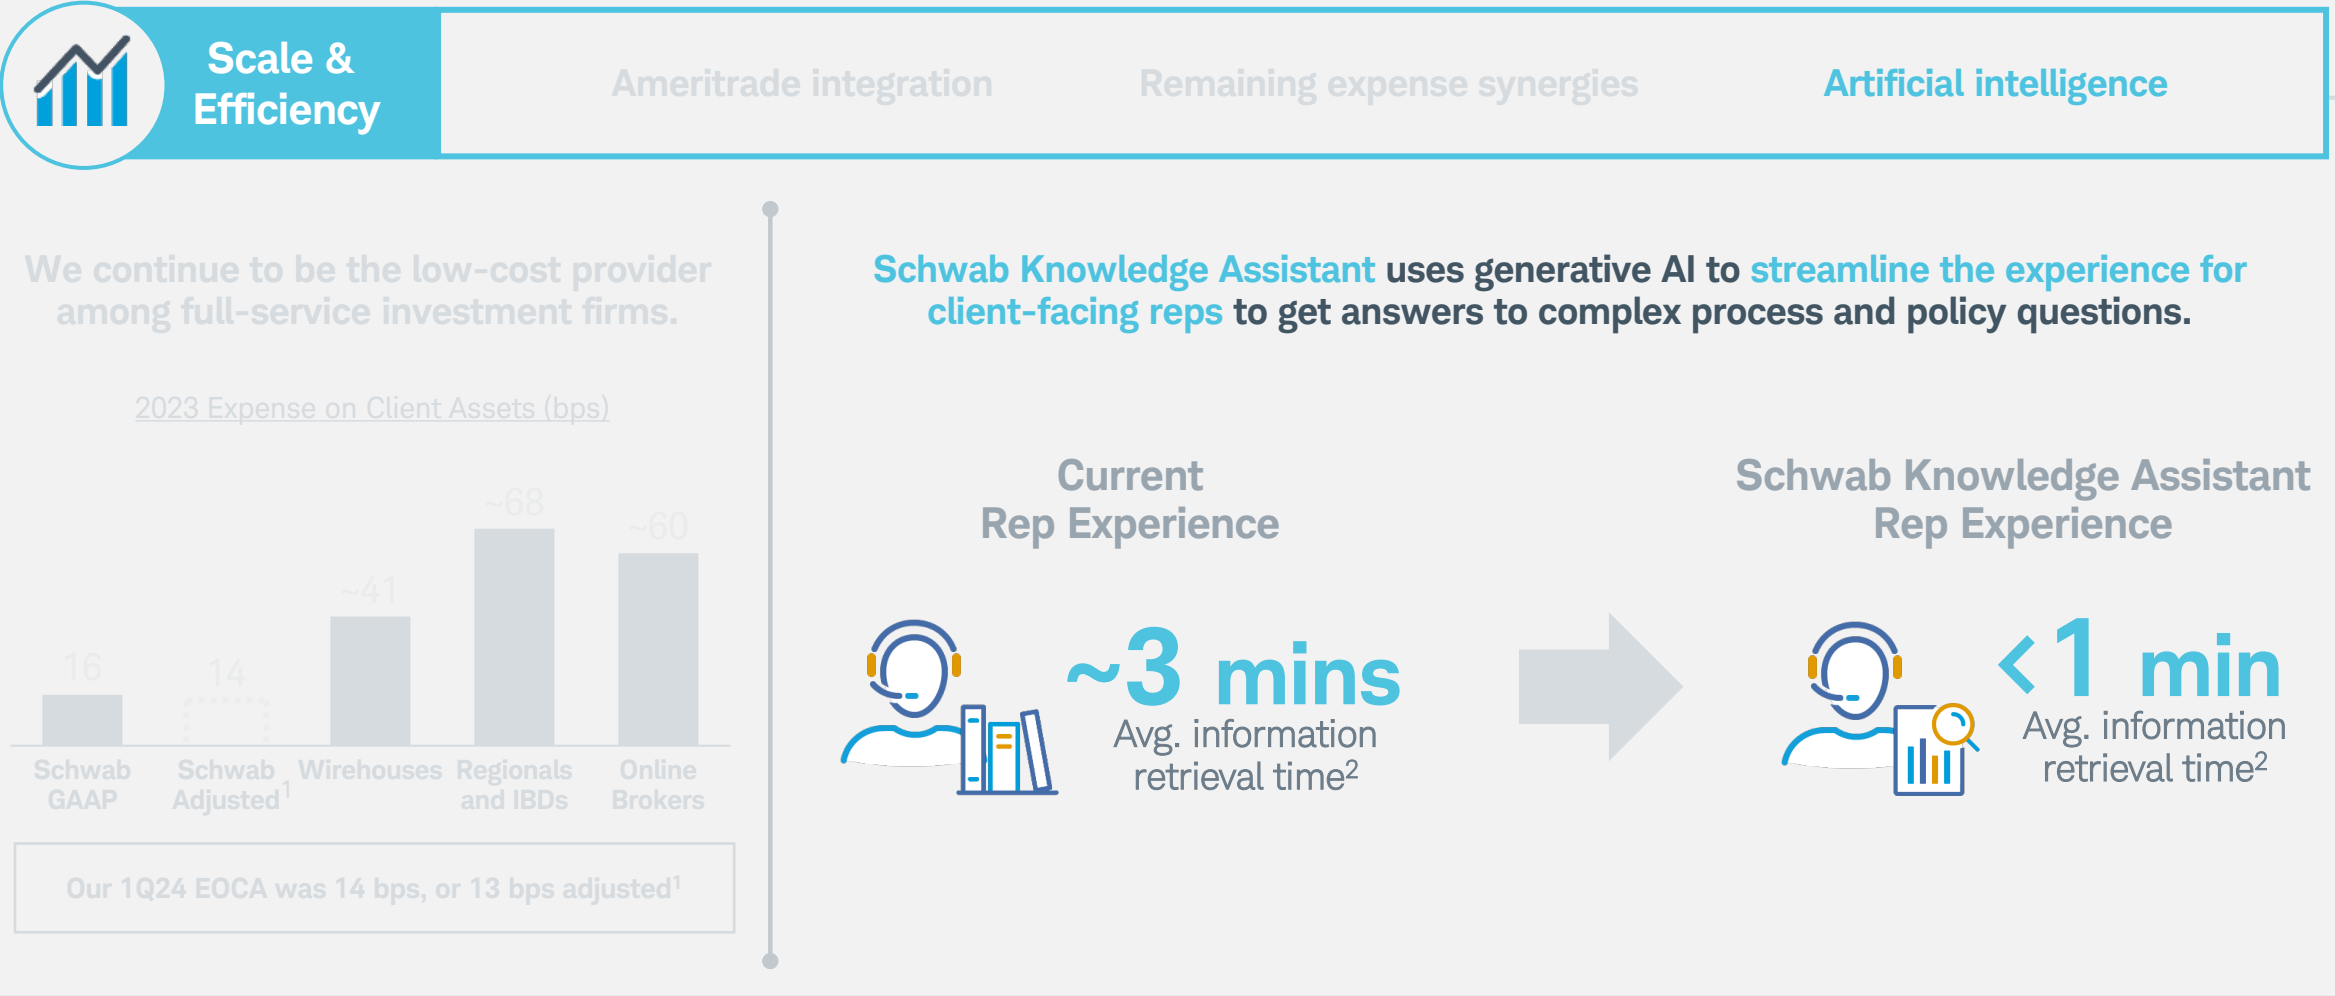 Scale &
Efficiency
Ameritrade integration
Remaining expense synergies
Artificial intelligence
We continue to be the low-cost provider
among full-service investment firms.
2023 Expense on Client Assets (bps)
16
14
~41
~68
~60
Schwab
GAAP
Schwab
Adjusted¹
Wirehouses
Regionals
and IBDs
Online
Brokers
Our 1Q24 EOCA was 14 bps, or 13 bps adjusted¹
Schwab Knowledge Assistant uses generative AI to streamline the experience for
client-facing reps to get answers to complex process and policy questions.
Current
Rep Experience
~3 mins
Avg. information
retrieval time²
Schwab Knowledge Assistant
Rep Experience
<1 min
Avg. information
retrieval time²